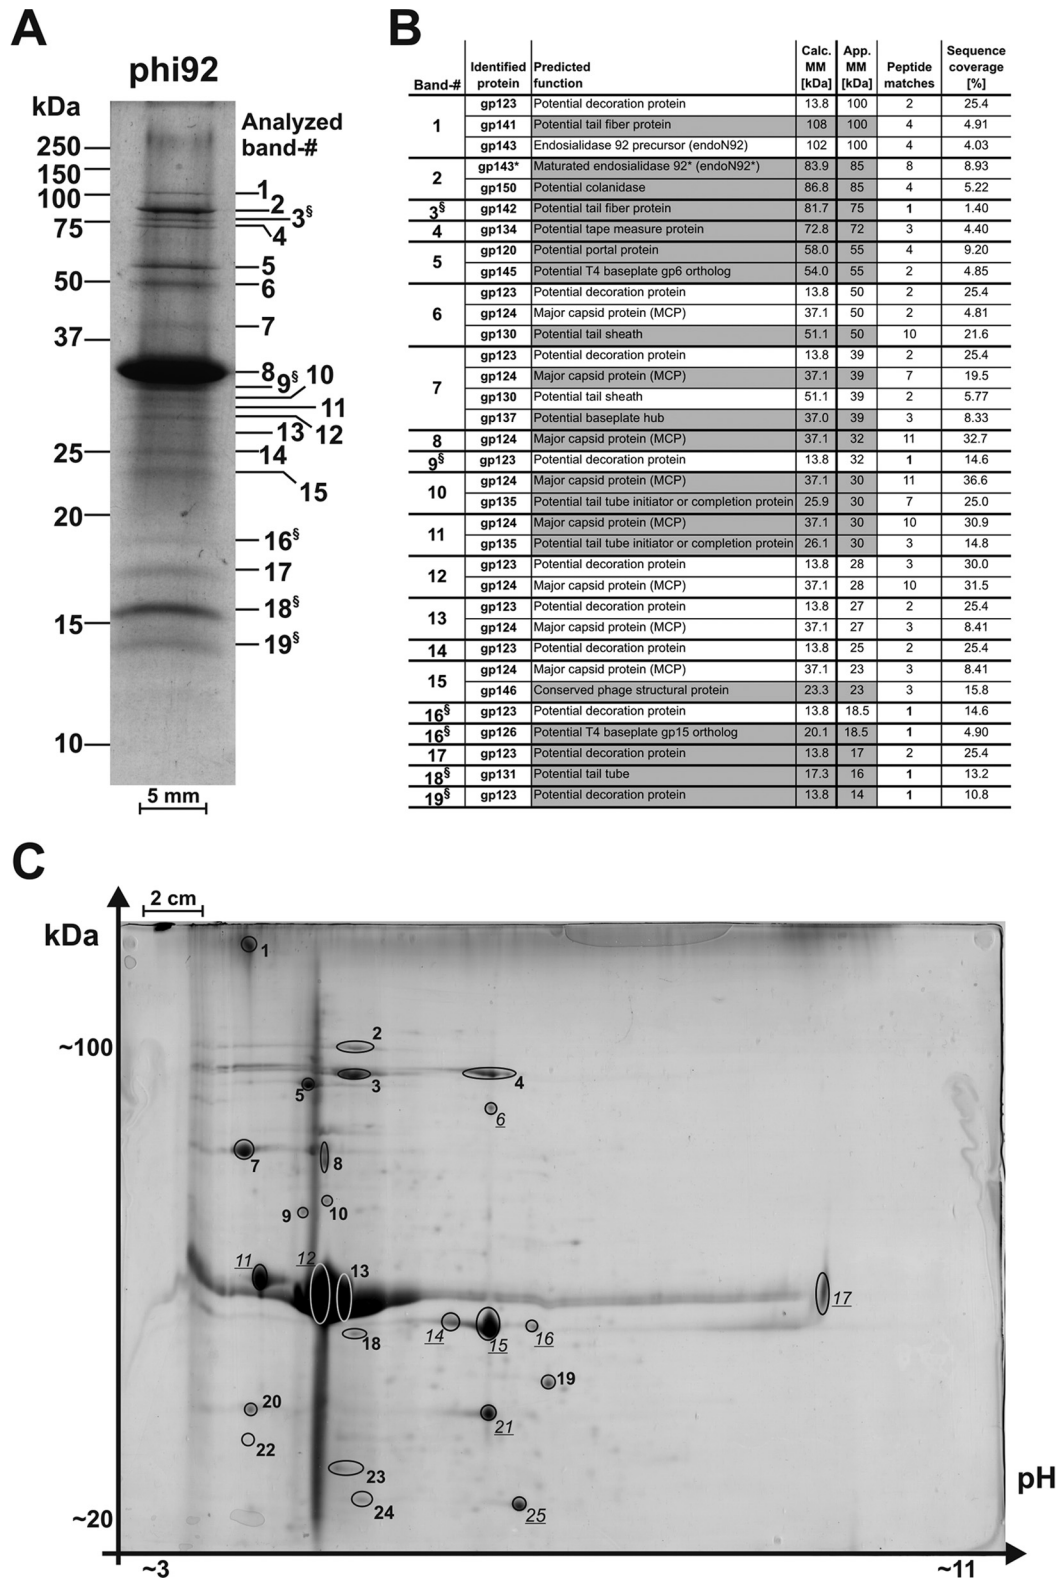 A
phi92
kDa
Analyzed
band-#
250
150
100
75
50
37
25
20
15
10
1
2
3§
4
5
6
7
8
9§
10
11
12
13
14
15
16§
17
18§
19§
5 mm
B
Band-# Identified protein Predicted function Calc. MM [kDa] App. MM [kDa] Peptide matches Sequence coverage [%]
1 gp123 Potential decoration protein 13.8 100 2 25.4
gp141 Potential tail fiber protein 108 100 4 4.91
gp143 Endosialidase 92 precursor (endoN92) 102 100 4 4.03
2 gp143* Maturated endosialidase 92* (endoN92*) 83.9 85 8 8.93
gp150 Potential colanidase 86.8 85 4 5.22
3§ gp142 Potential tail fiber protein 81.7 75 1 1.40
4 gp134 Potential tape measure protein 72.8 72 3 4.40
5 gp120 Potential portal protein 58.0 55 4 9.20
gp145 Potential T4 baseplate gp6 ortholog 54.0 55 2 4.85
6 gp123 Potential decoration protein 13.8 50 2 25.4
gp124 Major capsid protein (MCP) 37.1 50 2 4.81
gp130 Potential tail sheath 51.1 50 10 21.6
7 gp123 Potential decoration protein 13.8 39 2 25.4
gp124 Major capsid protein (MCP) 37.1 39 7 19.5
gp130 Potential tail sheath 51.1 39 2 5.77
gp137 Potential baseplate hub 37.0 39 3 8.33
8 gp124 Major capsid protein (MCP) 37.1 32 11 32.7
9§ gp123 Potential decoration protein 13.8 32 1 14.6
10 gp124 Major capsid protein (MCP) 37.1 30 11 36.6
gp135 Potential tail tube initiator or completion protein 25.9 30 7 25.0
11 gp124 Major capsid protein (MCP) 37.1 30 10 30.9
gp135 Potential tail tube initiator or completion protein 26.1 30 3 14.8
12 gp123 Potential decoration protein 13.8 28 3 30.0
gp124 Major capsid protein (MCP) 37.1 28 10 31.5
13 gp123 Potential decoration protein 13.8 27 2 25.4
gp124 Major capsid protein (MCP) 37.1 27 3 8.41
14 gp123 Potential decoration protein 13.8 25 2 25.4
15 gp124 Major capsid protein (MCP) 37.1 23 3 8.41
gp146 Conserved phage structural protein 23.3 23 3 15.8
16§ gp123 Potential decoration protein 13.8 18.5 1 14.6
16§ gp126 Potential T4 baseplate gp15 ortholog 20.1 18.5 1 4.90
17 gp123 Potential decoration protein 13.8 17 2 25.4
18§ gp131 Potential tail tube 17.3 16 1 13.2
19§ gp123 Potential decoration protein 13.8 14 1 10.8
C
2 cm
kDa
~100
~20
1
2
3
4
5
6
7
8
9
10
11
12
13
14
15
16
17
18
19
20
21
22
23
24
25
pH
~3
~11